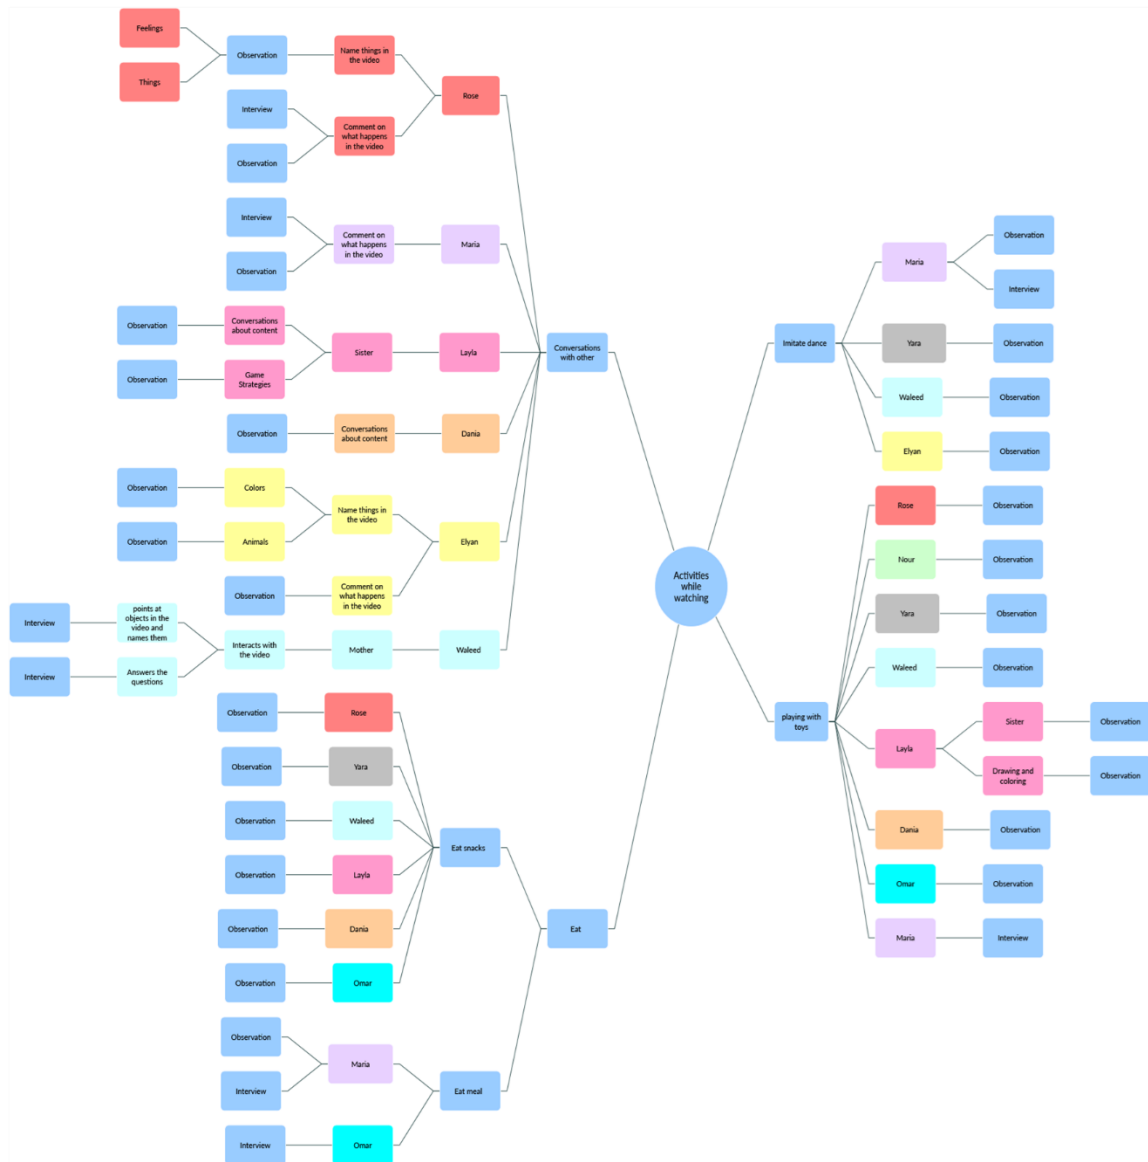 Activities
while
watching
Conversations
with other
Rose
Name things in
the video
Observation
Feelings
Things
Comment on
what happens
in the video
Interview
Observation
Maria
Comment on
what happens
in the video
Interview
Observation
Layla
Sister
Conversations
about content
Observation
Game
Strategies
Observation
Dania
Conversations
about content
Observation
Elyan
Name things in
the video
Colors
Observation
Animals
Observation
Comment on
what happens
in the video
Observation
Waleed
Mother
Interacts with
the video
points at
objects in the
video and
names them
Interview
Answers the
questions
Interview
Eat
Eat snacks
Rose
Observation
Yara
Observation
Waleed
Observation
Layla
Observation
Dania
Observation
Omar
Observation
Eat meal
Maria
Observation
Interview
Omar
Interview
Imitate dance
Maria
Observation
Interview
Yara
Observation
Waleed
Observation
Elyan
Observation
playing with
toys
Rose
Observation
Nour
Observation
Yara
Observation
Waleed
Observation
Layla
Sister
Observation
Drawing and
coloring
Observation
Dania
Observation
Omar
Observation
Maria
Interview